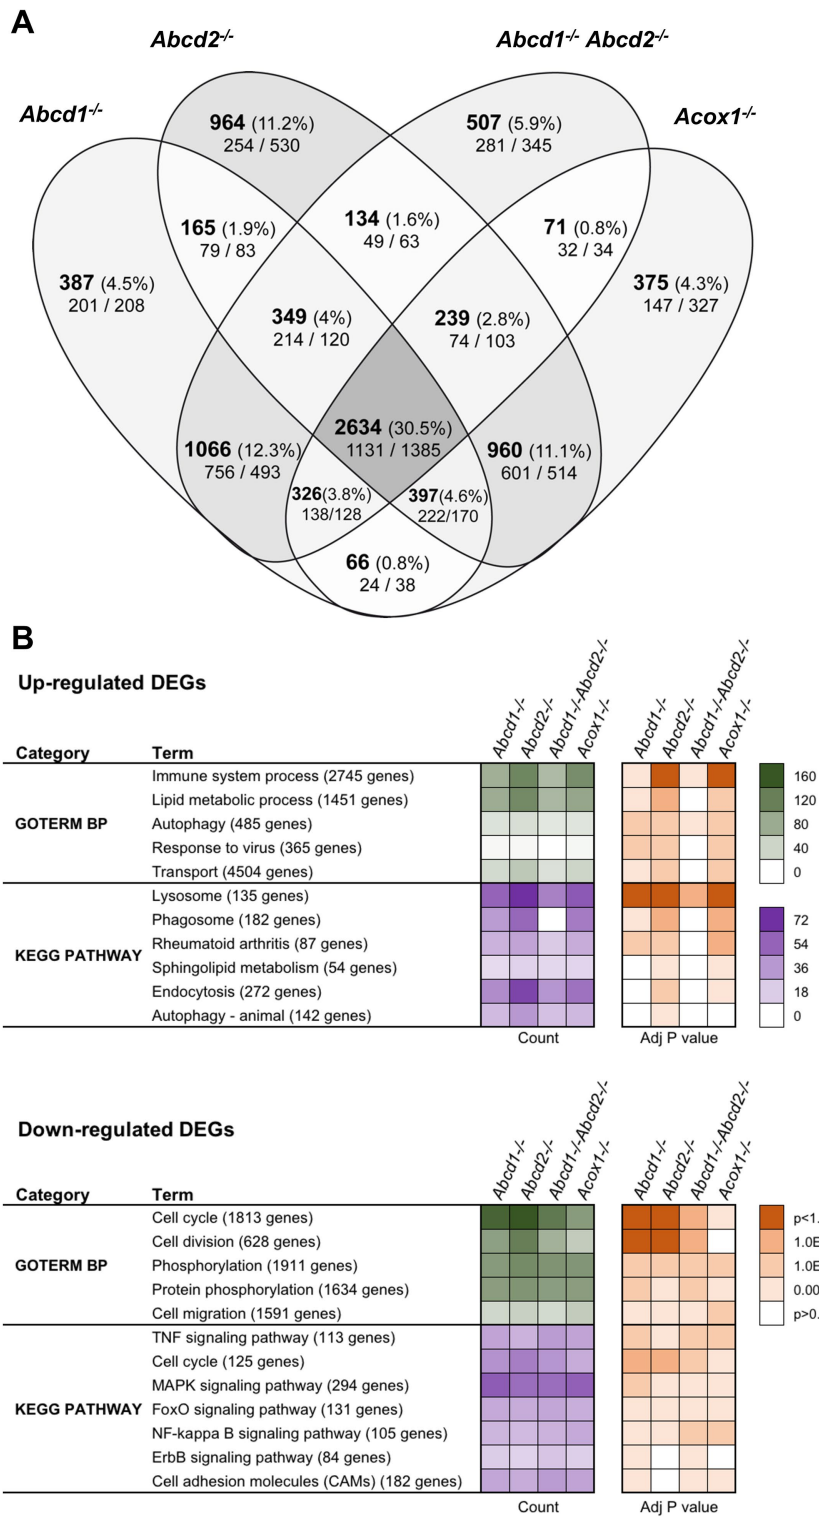 A
Abcd2-/-
Abcd1-/- Abcd2-/-
Abcd1-/-
Acox1-/-
964 (11.2%)
254 / 530
507 (5.9%)
281 / 345
165 (1.9%)
79 / 83
134 (1.6%)
49 / 63
71 (0.8%)
32 / 34
387 (4.5%)
201 / 208
375 (4.3%)
147 / 327
349 (4%)
214 / 120
239 (2.8%)
74 / 103
2634 (30.5%)
1131 / 1385
1066 (12.3%)
756 / 493
960 (11.1%)
601 / 514
326(3.8%)
138/128
397(4.6%)
222/170
66 (0.8%)
24 / 38
B
Up-regulated DEGs
Abcd1-/-
Abcd2-/-
Abcd1-/-Abcd2-/-
Acox1-/-
Abcd1-/-
Abcd2-/-
Abcd1-/-Abcd2-/-
Acox1-/-
Category Term
GOTERM BP
Immune system process (2745 genes)
Lipid metabolic process (1451 genes)
Autophagy (485 genes)
Response to virus (365 genes)
Transport (4504 genes)
KEGG PATHWAY
Lysosome (135 genes)
Phagosome (182 genes)
Rheumatoid arthritis (87 genes)
Sphingolipid metabolism (54 genes)
Endocytosis (272 genes)
Autophagy - animal (142 genes)
Count
Adj P value
160
120
80
40
0
72
54
36
18
0
Down-regulated DEGs
Abcd1-/-
Abcd2-/-
Abcd1-/-Abcd2-/-
Acox1-/-
Abcd1-/-
Abcd2-/-
Abcd1-/-Abcd2-/-
Acox1-/-
Category Term
GOTERM BP
Cell cycle (1813 genes)
Cell division (628 genes)
Phosphorylation (1911 genes)
Protein phosphorylation (1634 genes)
Cell migration (1591 genes)
KEGG PATHWAY
TNF signaling pathway (113 genes)
Cell cycle (125 genes)
MAPK signaling pathway (294 genes)
FoxO signaling pathway (131 genes)
NF-kappa B signaling pathway (105 genes)
ErbB signaling pathway (84 genes)
Cell adhesion molecules (CAMs) (182 genes)
Count
Adj P value
p<1.
1.0E
1.0E
0.00
p>0.